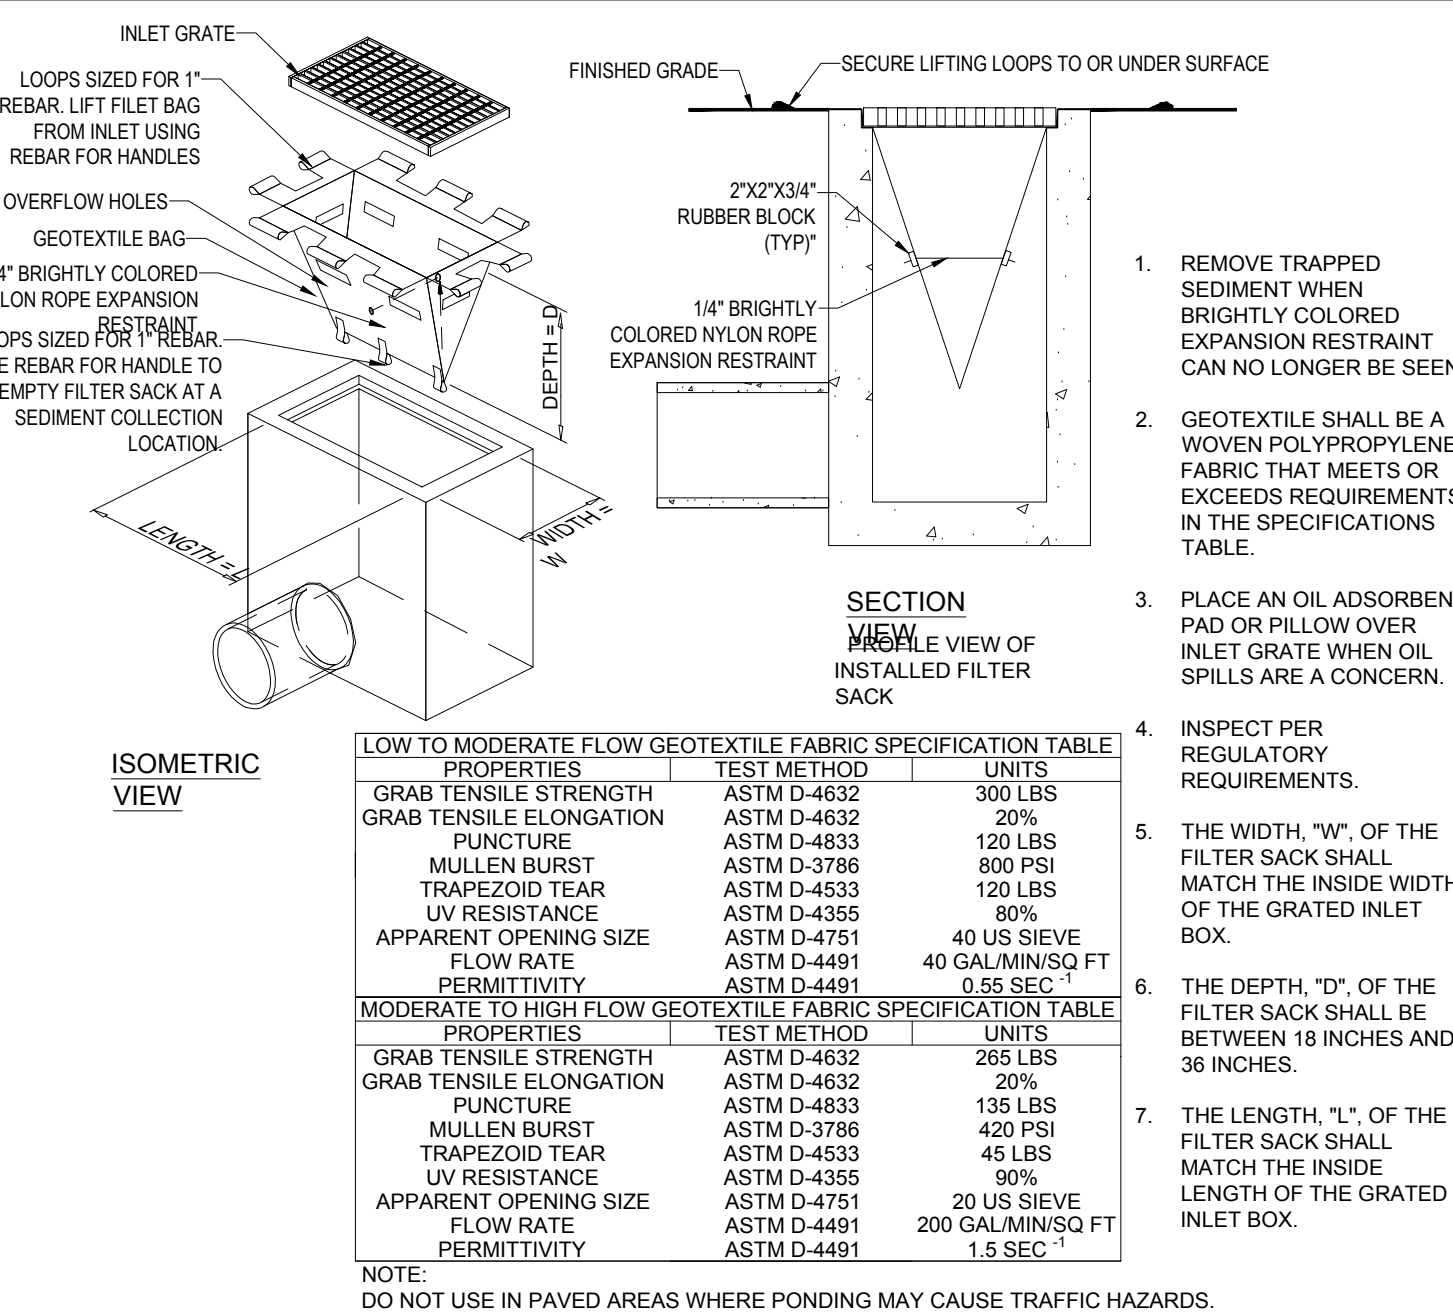 INLET GRATE
LOOPS SIZED FOR 1"
REBAR. LIFT FILET BAG
FROM INLET USING
REBAR FOR HANDLES
OVERFLOW HOLES
GEOTEXTILE BAG
4" BRIGHTLY COLORED
LON ROPE EXPANSION
RESTRAINT
OPS SIZED FOR 1" REBAR.
E REBAR FOR HANDLE TO
EMPTY FILTER SACK AT A
SEDIMENT COLLECTION
LOCATION.
DEPTH = D
LENGTH = L
WIDTH =
W
ISOMETRIC
VIEW
FINISHED GRADE
SECURE LIFTING LOOPS TO OR UNDER SURFACE
2"X2"X3/4"
RUBBER BLOCK
(TYP)"
1/4" BRIGHTLY
COLORED NYLON ROPE
EXPANSION RESTRAINT
SECTION
VIEW
PROFILE VIEW OF
INSTALLED FILTER
SACK
1. REMOVE TRAPPED
SEDIMENT WHEN
BRIGHTLY COLORED
EXPANSION RESTRAINT
CAN NO LONGER BE SEEN
2. GEOTEXTILE SHALL BE A
WOVEN POLYPROPYLENE
FABRIC THAT MEETS OR
EXCEEDS REQUIREMENTS
IN THE SPECIFICATIONS
TABLE.
3. PLACE AN OIL ADSORBEN
PAD OR PILLOW OVER
INLET GRATE WHEN OIL
SPILLS ARE A CONCERN.
4. INSPECT PER
REGULATORY
REQUIREMENTS.
5. THE WIDTH, "W", OF THE
FILTER SACK SHALL
MATCH THE INSIDE WIDTH
OF THE GRATED INLET
BOX.
6. THE DEPTH, "D", OF THE
FILTER SACK SHALL BE
BETWEEN 18 INCHES AND
36 INCHES.
7. THE LENGTH, "L", OF THE
FILTER SACK SHALL
MATCH THE INSIDE
LENGTH OF THE GRATED
INLET BOX.
LOW TO MODERATE FLOW GEOTEXTILE FABRIC SPECIFICATION TABLE
PROPERTIES TEST METHOD UNITS
GRAB TENSILE STRENGTH ASTM D-4632 300 LBS
GRAB TENSILE ELONGATION ASTM D-4632 20%
PUNCTURE ASTM D-4833 120 LBS
MULLEN BURST ASTM D-3786 800 PSI
TRAPEZOID TEAR ASTM D-4533 120 LBS
UV RESISTANCE ASTM D-4355 80%
APPARENT OPENING SIZE ASTM D-4751 40 US SIEVE
FLOW RATE ASTM D-4491 40 GAL/MIN/SQ FT
PERMITTIVITY ASTM D-4491 0.55 SEC -1
MODERATE TO HIGH FLOW GEOTEXTILE FABRIC SPECIFICATION TABLE
PROPERTIES TEST METHOD UNITS
GRAB TENSILE STRENGTH ASTM D-4632 265 LBS
GRAB TENSILE ELONGATION ASTM D-4632 20%
PUNCTURE ASTM D-4833 135 LBS
MULLEN BURST ASTM D-3786 420 PSI
TRAPEZOID TEAR ASTM D-4533 45 LBS
UV RESISTANCE ASTM D-4355 90%
APPARENT OPENING SIZE ASTM D-4751 20 US SIEVE
FLOW RATE ASTM D-4491 200 GAL/MIN/SQ FT
PERMITTIVITY ASTM D-4491 1.5 SEC -1
NOTE:
DO NOT USE IN PAVED AREAS WHERE PONDING MAY CAUSE TRAFFIC HAZARDS.